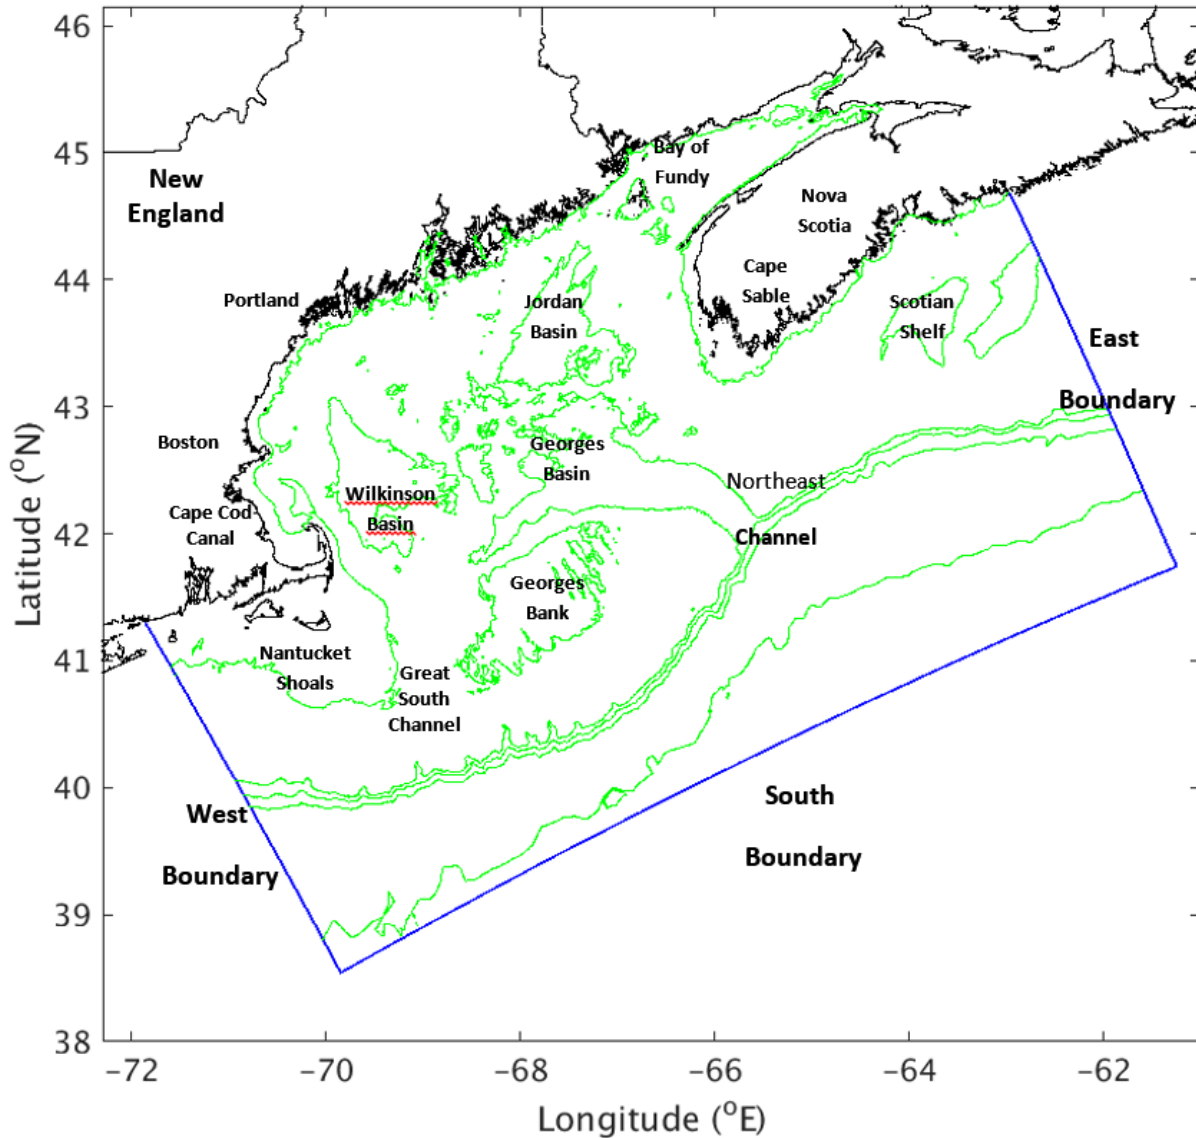 46
45
44
43
42
41
40
39
38
Latitude (°N)
New
England
Bay of
Fundy
Nova
Scotia
Cape
Sable
Portland
Jordan
Basin
Scotian
Shelf
East
Boundary
Boston
Georges
Basin
Northeast
Channel
Wilkinson
Basin
Cape Cod
Canal
Georges
Bank
Nantucket
Shoals
Great
South
Channel
West
Boundary
South
Boundary
−72
−70
−68
−66
−64
−62
Longitude (°E)